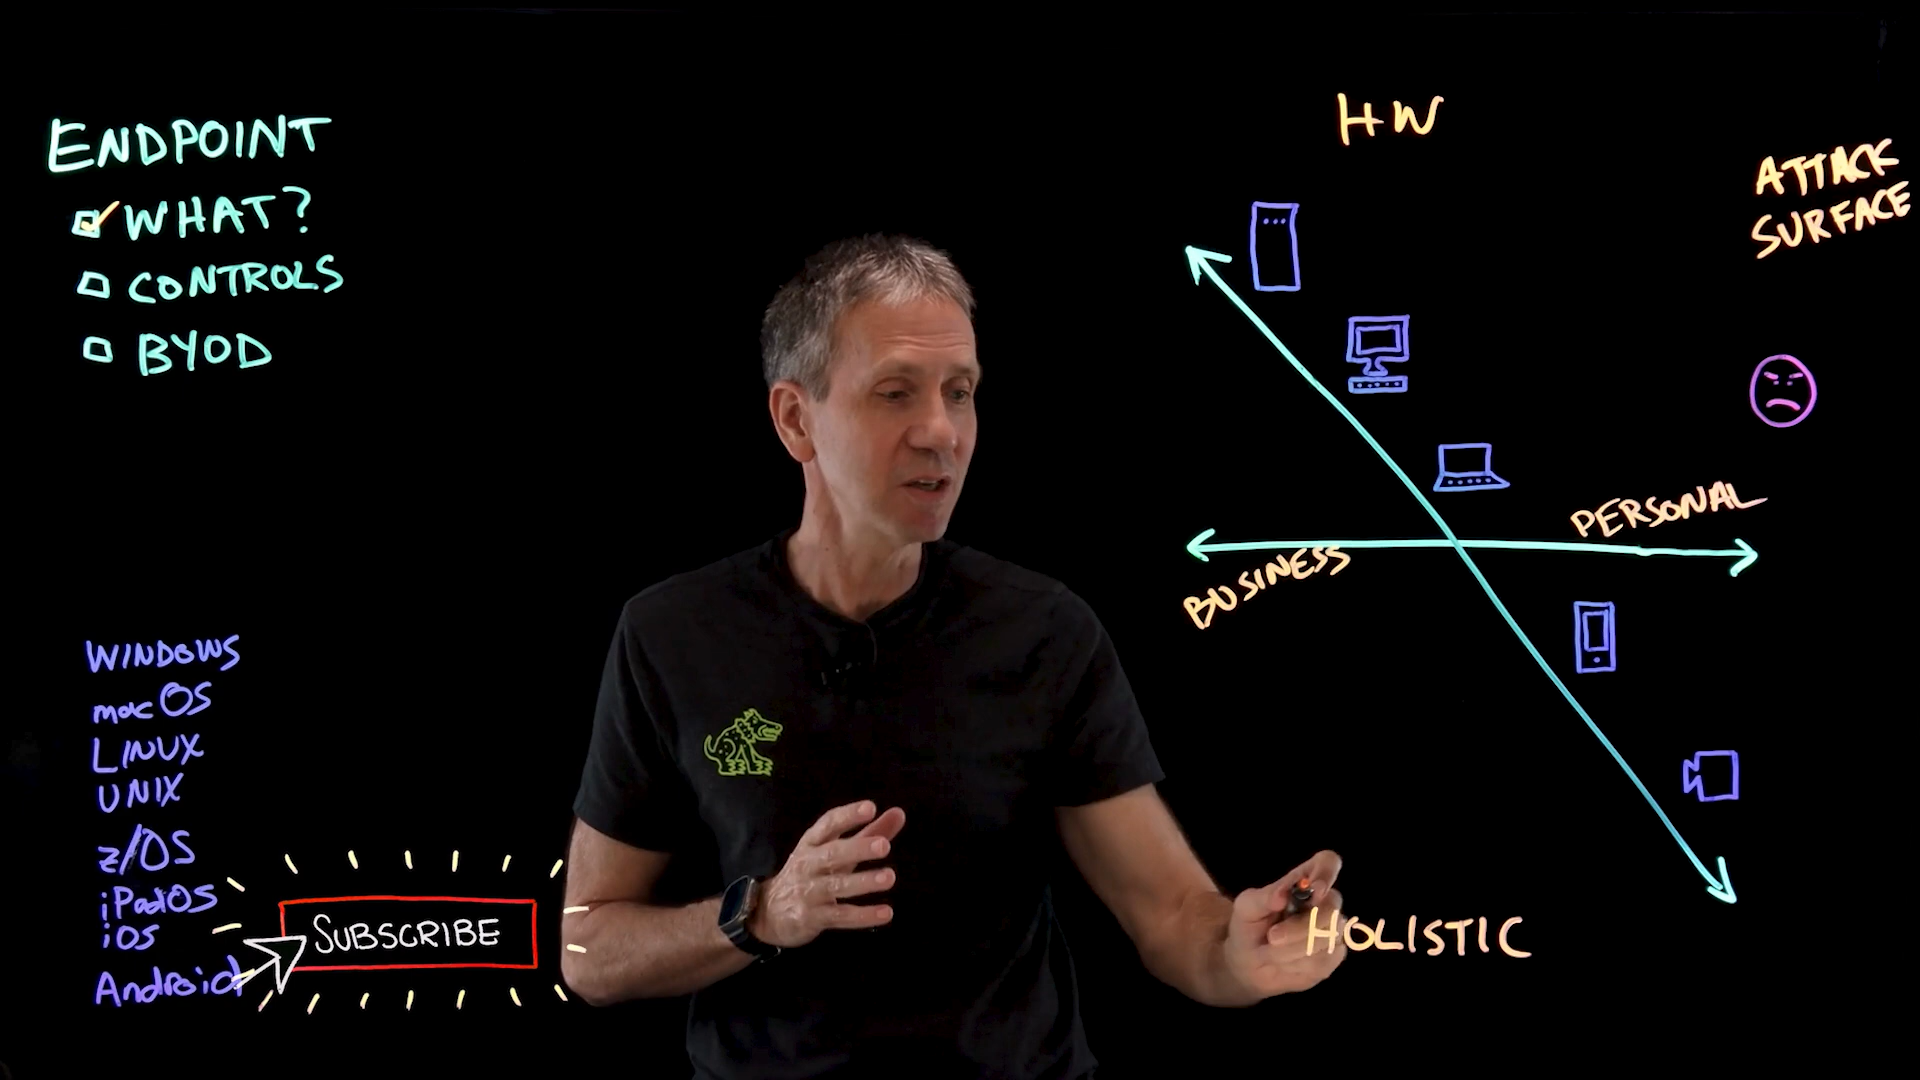 ENDPOINT
WHAT?
CONTROLS
BYOD
WINDOWS
macOS
LINUX
UNIX
z/OS
iPadOS
iOS
Android
SUBSCRIBE
HW
ATTACK
SURFACE
PERSONAL
BUSINESS
HOLISTIC